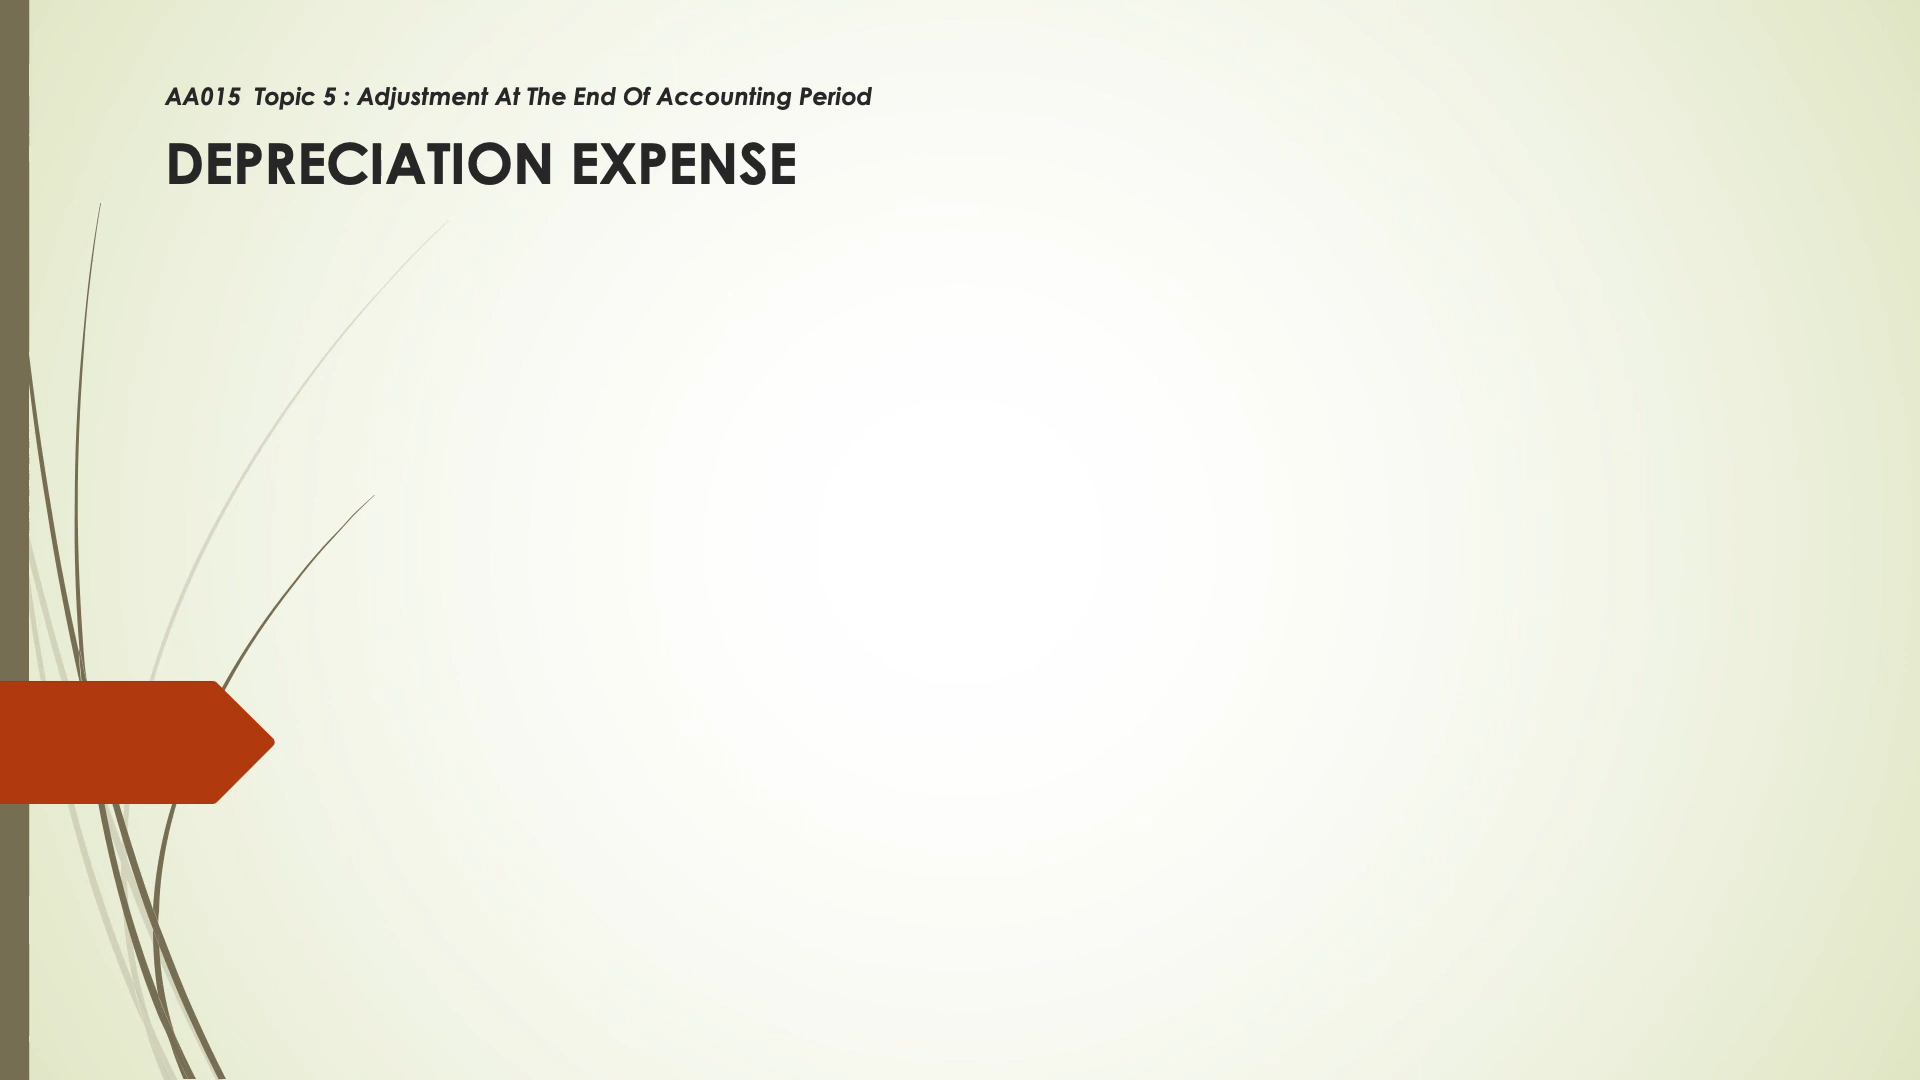 AA015  Topic 5 : Adjustment At The End Of Accounting Period
DEPRECIATION EXPENSE